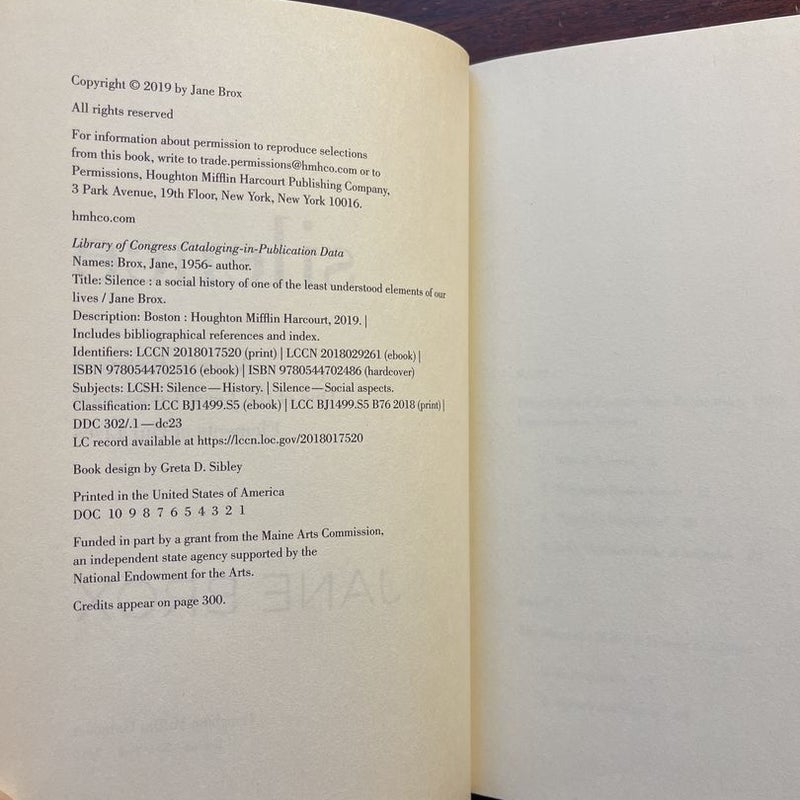 Copyright © 2019 by Jane Brox
All rights reserved
For information about permission to reproduce selections
from this book, write to trade.permissions@hmhco.com or to
Permissions, Houghton Mifflin Harcourt Publishing Company,
3 Park Avenue, 19th Floor, New York, New York 10016.
hmhco.com
Library of Congress Cataloging-in-Publication Data
Names: Brox, Jane, 1956- author.
Title: Silence : a social history of one of the least understood elements of our
lives / Jane Brox.
Description: Boston : Houghton Mifflin Harcourt, 2019. |
Includes bibliographical references and index.
Identifiers: LCCN 2018017520 (print) | LCCN 2018029261 (ebook) |
ISBN 9780544702516 (ebook) | ISBN 9780544702486 (hardcover)
Subjects: LCSH: Silence—History. | Silence—Social aspects.
Classification: LCC BJ1499.S5 (ebook) | LCC BJ1499.S5 B76 2018 (print) |
DDC 302/.1—dc23
LC record available at https://lccn.loc.gov/2018017520
Book design by Greta D. Sibley
Printed in the United States of America
DOC 10 9 8 7 6 5 4 3 2 1
Funded in part by a grant from the Maine Arts Commission,
an independent state agency supported by the
National Endowment for the Arts.
Credits appear on page 300.
JANE BROX